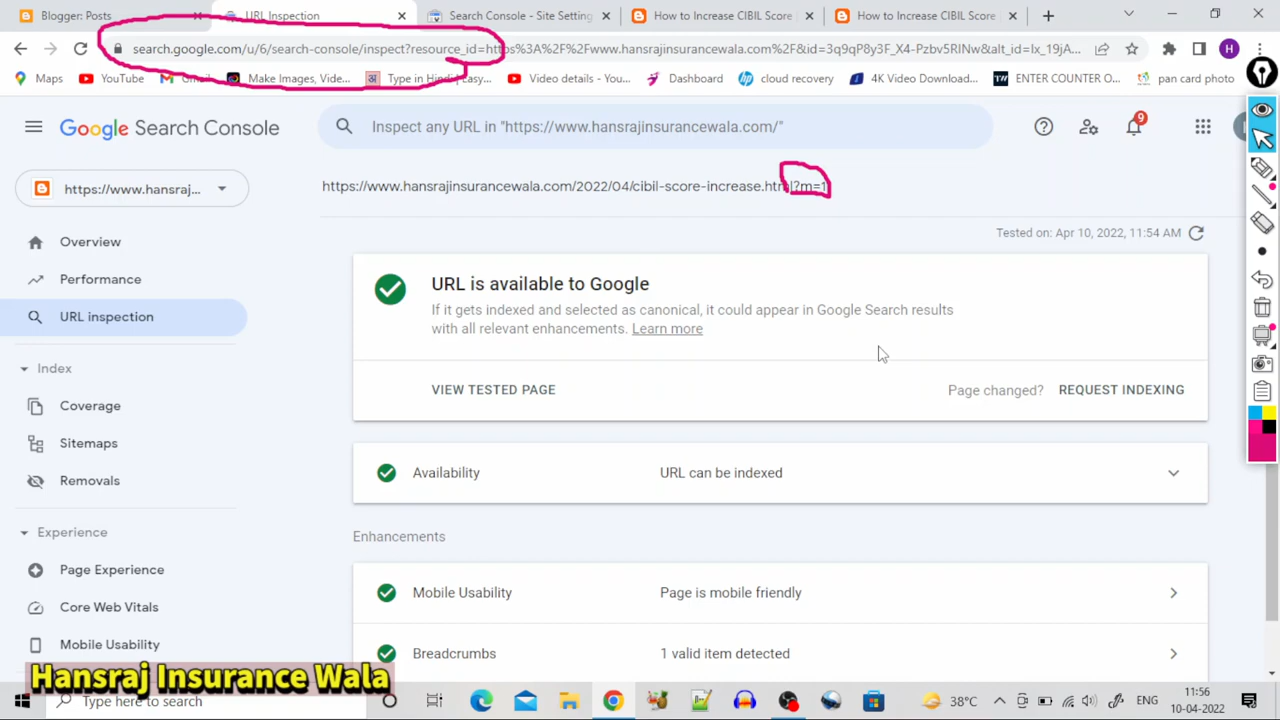 Blogger: Posts
URL Inspection
Search Console - Site Setting
How to Increase CIBIL Score
How to Increase CIBIL Score
search.google.com/u/6/search-console/inspect?resource_id=https%3A%2F%2Fwww.hansrajinsurancewala.com%2F&id=3q9qP8y3F_X4-Pzbv5RlNw&alt_id=Ix_19jA...
H
Maps
YouTube
Gmail
Make Images, Vide...
Type in Hindi | Easy...
Video details - You...
Dashboard
cloud recovery
4K Video Download...
ENTER COUNTER O...
pan card photo
Google Search Console
Inspect any URL in "https://www.hansrajinsurancewala.com/"
9
https://www.hansraj...
https://www.hansrajinsurancewala.com/2022/04/cibil-score-increase.html?m=1
Overview
Performance
URL inspection
Index
Coverage
Sitemaps
Removals
Experience
Page Experience
Core Web Vitals
Mobile Usability
Tested on: Apr 10, 2022, 11:54 AM
URL is available to Google
If it gets indexed and selected as canonical, it could appear in Google Search results
with all relevant enhancements. Learn more
VIEW TESTED PAGE
Page changed? REQUEST INDEXING
Availability
URL can be indexed
Enhancements
Mobile Usability
Page is mobile friendly
Breadcrumbs
1 valid item detected
Hansraj Insurance Wala
Type here to search
38°C
ENG
11:56
10-04-2022